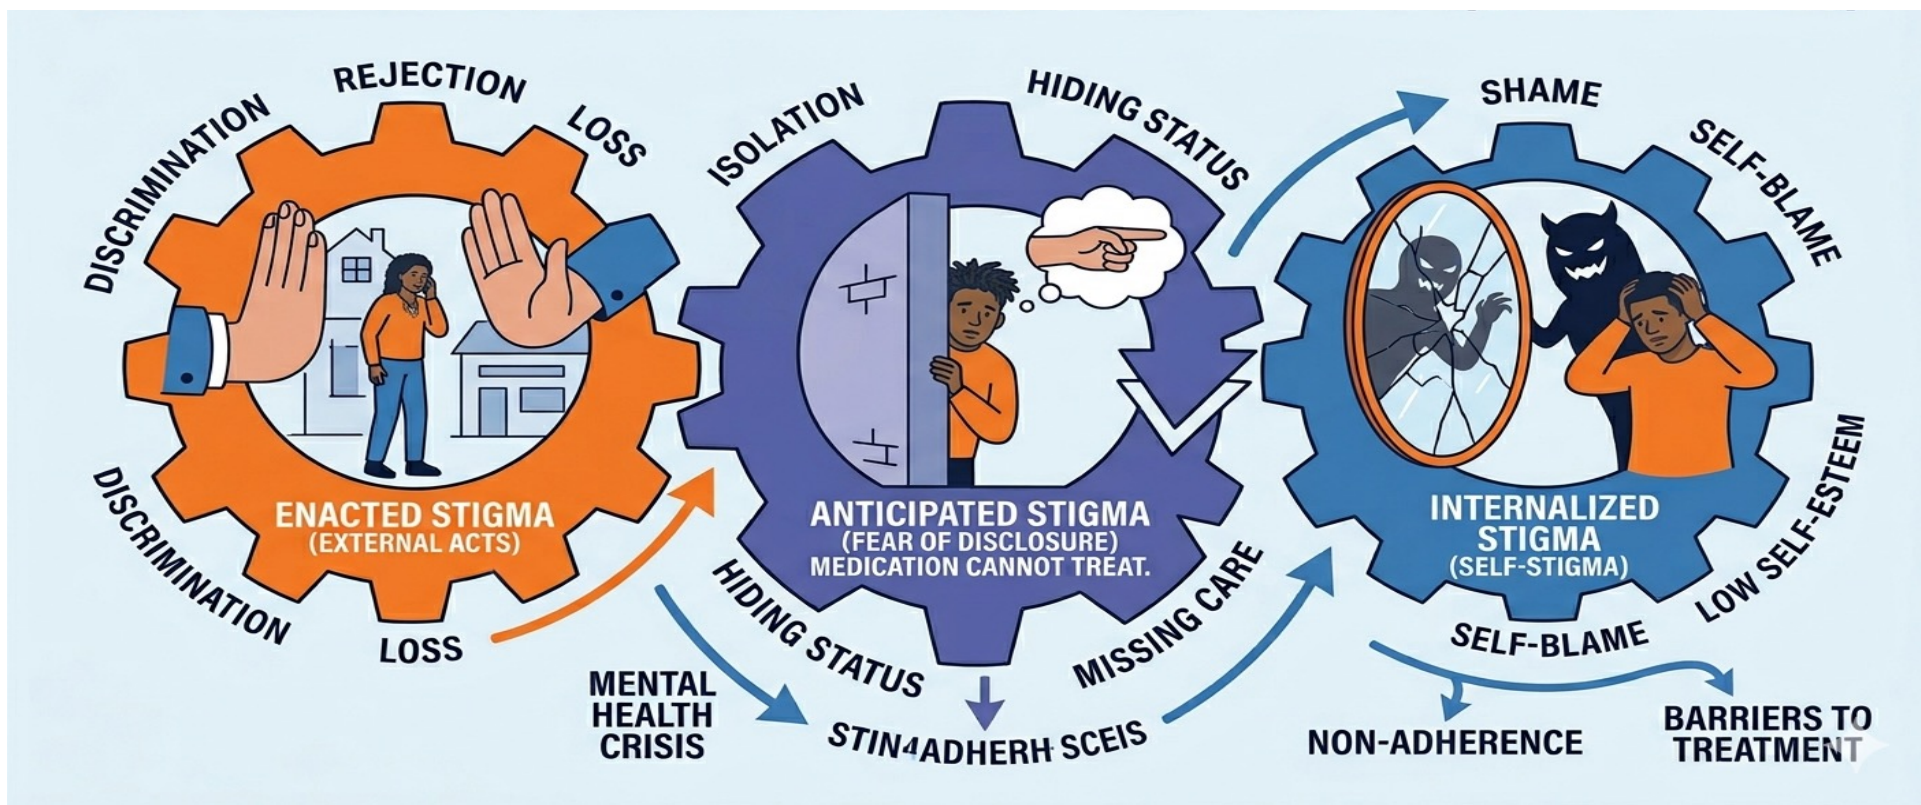 DISCRIMINATION
REJECTION
LOSS
DISCRIMINATION
LOSS
ENACTED STIGMA
(EXTERNAL ACTS)
ISOLATION
HIDING STATUS
ANTICIPATED STIGMA
(FEAR OF DISCLOSURE)
MEDICATION CANNOT TREAT.
HIDING STATUS
MISSING CARE
MENTAL
HEALTH
CRISIS
SCEIS
SHAME
SELF-BLAME
LOW SELF-ESTEEM
SELF-BLAME
INTERNALIZED
STIGMA
(SELF-STIGMA)
NON-ADHERENCE
BARRIERS TO
TREATMENT